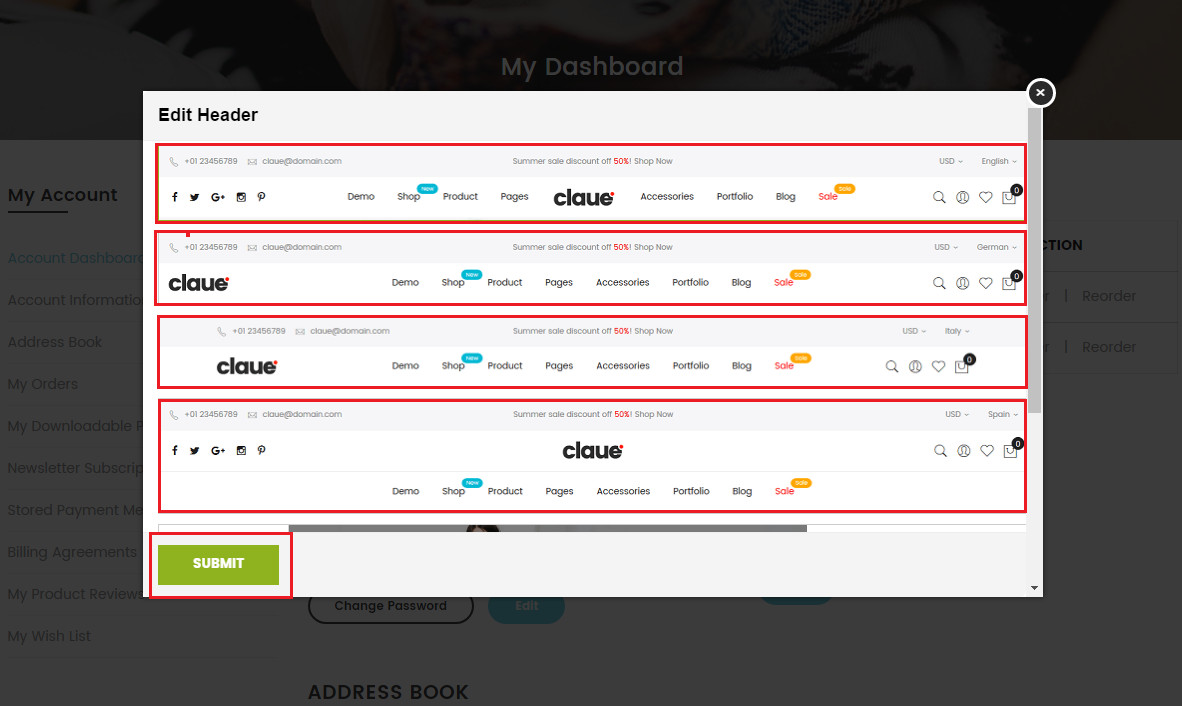 My Dashboard
Edit Header
+01 23456789 claue@domain.com Summer sale discount off 50%! Shop Now USD English
Demo Shop New Product Pages claue Accessories Portfolio Blog Sale Sale 0
+01 23456789 claue@domain.com Summer sale discount off 50%! Shop Now USD German
claue Demo Shop New Product Pages Accessories Portfolio Blog Sale Sale 0
+01 23456789 claue@domain.com Summer sale discount off 50%! Shop Now USD Italy
claue Demo Shop New Product Pages Accessories Portfolio Blog Sale Sale 0
+01 23456789 claue@domain.com Summer sale discount off 50%! Shop Now USD Spain
claue 0
Demo Shop New Product Pages Accessories Portfolio Blog Sale Sale
SUBMIT
My Account
Account Dashboard
Account Informatio
Address Book
My Orders
My Downloadable P
Newsletter Subscrip
Stored Payment Me
Billing Agreements
My Product Reviews
My Wish List
CTION
r | Reorder
r | Reorder
Change Password Edit
ADDRESS BOOK